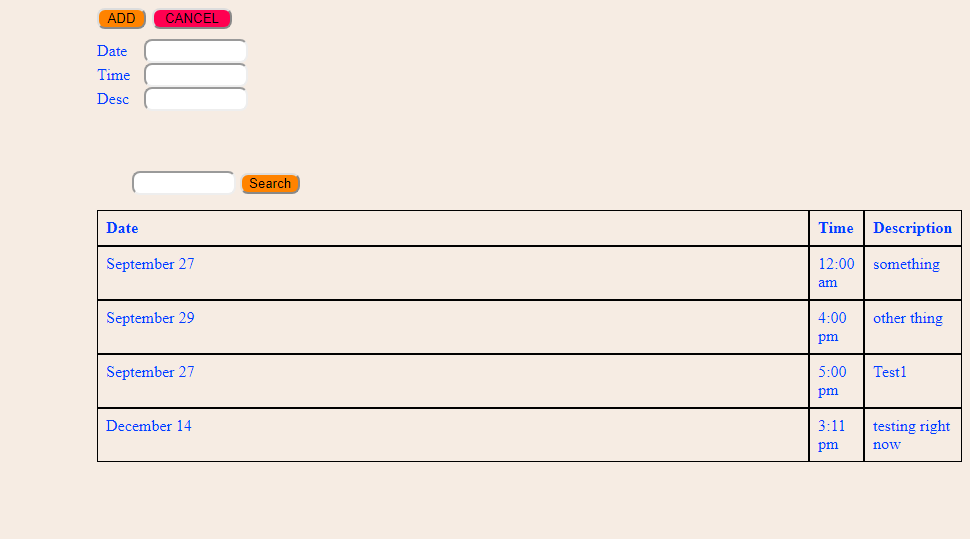 ADD CANCEL
Date
Time
Desc
Search
Date Time Description
September 27 12:00 am something
September 29 4:00 pm other thing
September 27 5:00 pm Test1
December 14 3:11 pm testing right now